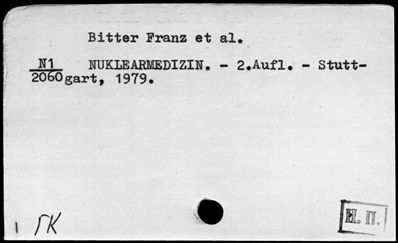 Bitter Franz et al.
N1 NUKLEARMEDIZIN. - 2.Aufl. - Stutt-
2060 gart, 1979.
ГК
Н. П.